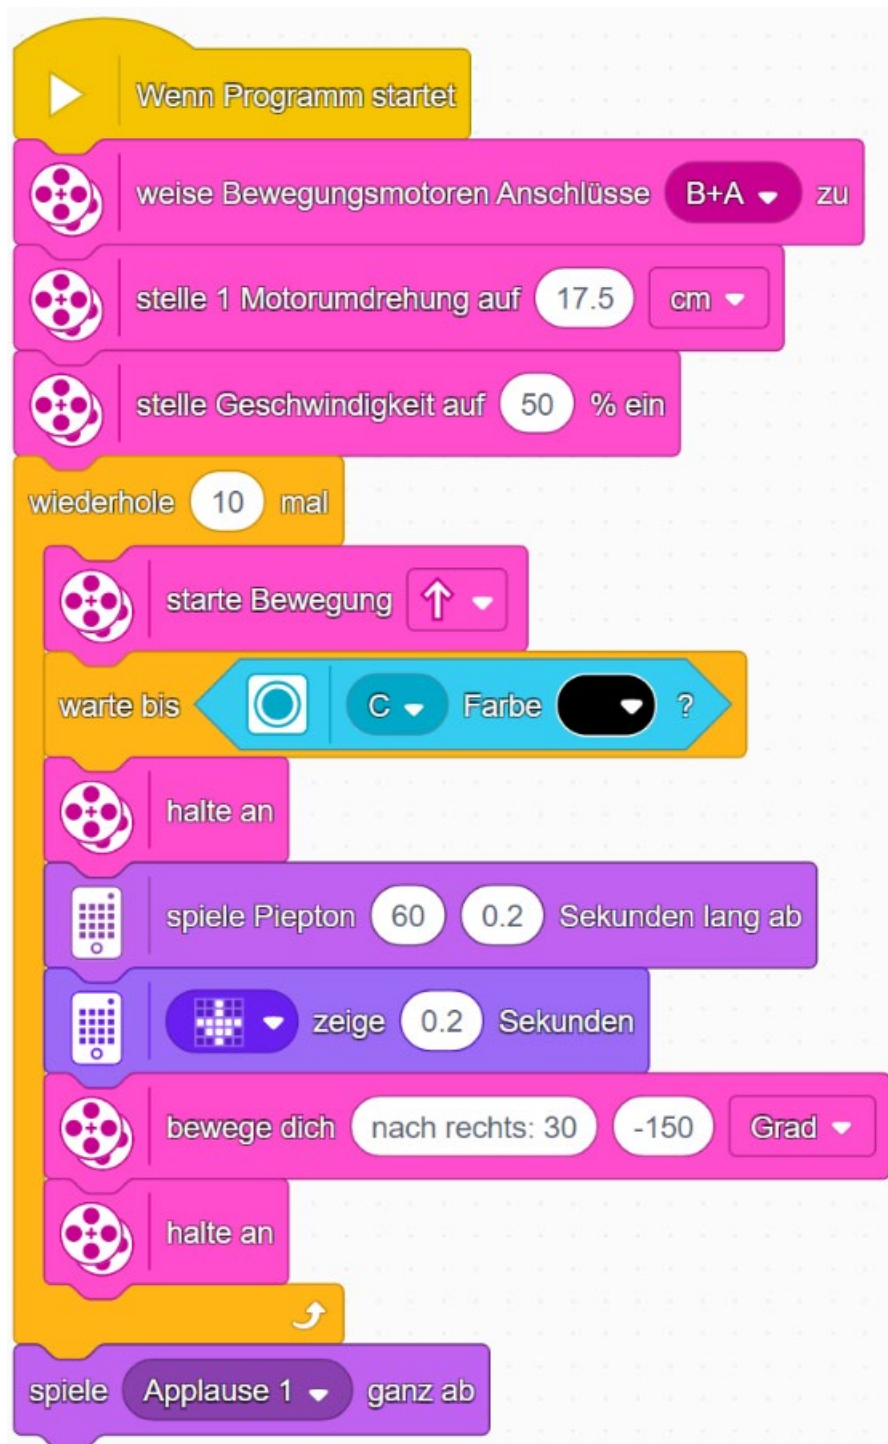 Wenn Programm startet
weise Bewegungsmotoren Anschlüsse B+A zu
stelle 1 Motorumdrehung auf 17.5 cm
stelle Geschwindigkeit auf 50 % ein
wiederhole 10 mal
starte Bewegung
warte bis C Farbe ?
halte an
spiele Piepton 60 0.2 Sekunden lang ab
zeige 0.2 Sekunden
bewege dich nach rechts: 30 -150 Grad
halte an
spiele Applause 1 ganz ab